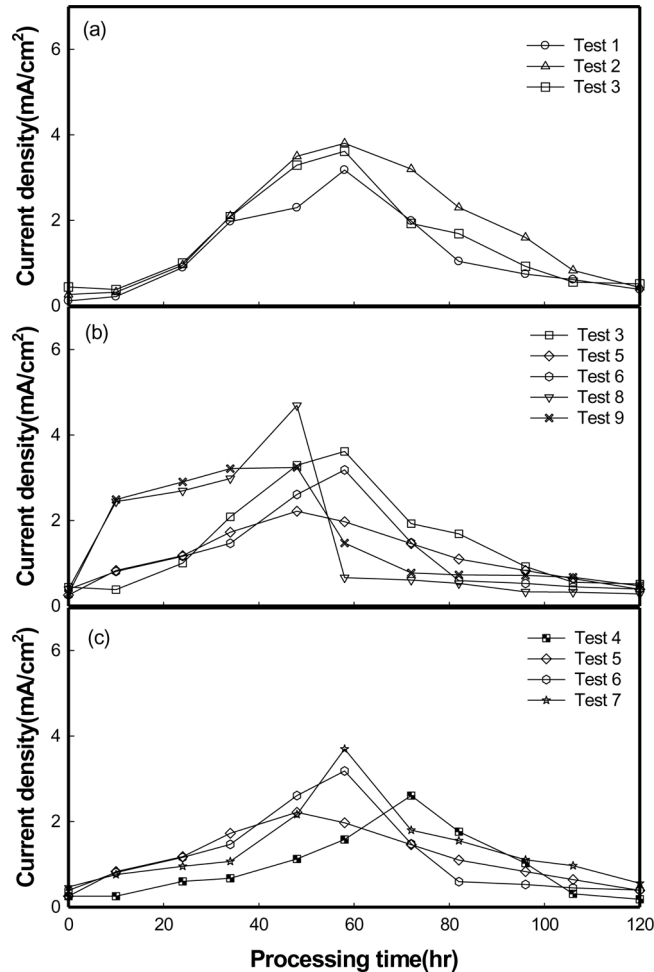 (a)
Test 1
Test 2
Test 3
6
4
2
0
Current density(mA/cm²)
(b)
Test 3
Test 5
Test 6
Test 8
Test 9
6
4
2
0
Current density(mA/cm²)
(c)
Test 4
Test 5
Test 6
Test 7
6
4
2
0
Current density(mA/cm²)
0 20 40 60 80 100 120
Processing time(hr)